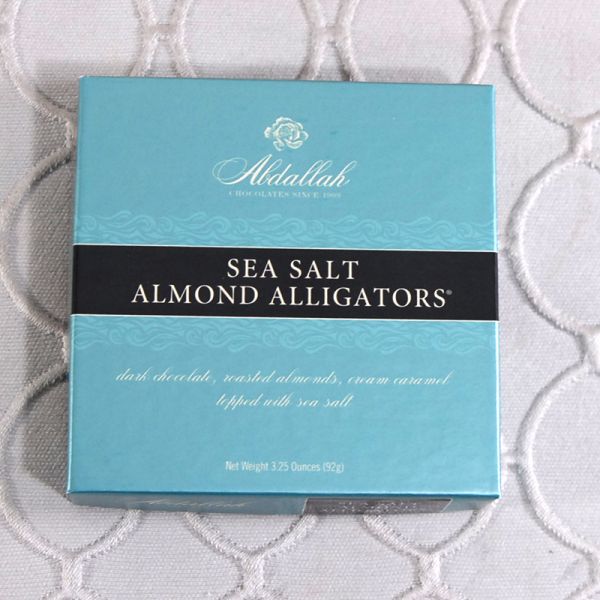 Abdallah
CHOCOLATES SINCE 1909
SEA SALT
ALMOND ALLIGATORS®
dark chocolate, roasted almonds, cream caramel
topped with sea salt
Net Weight 3.25 Ounces (92g)